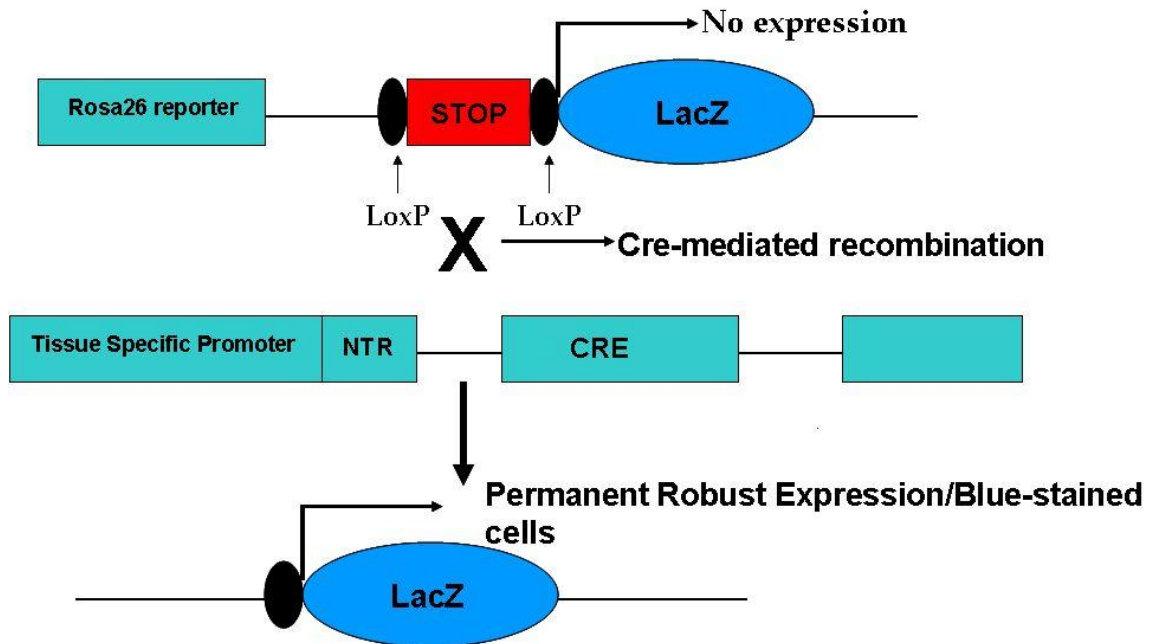 No expression
Rosa26 reporter
STOP
LacZ
LoxP
LoxP
X
Cre-mediated recombination
Tissue Specific Promoter
NTR
CRE
Permanent Robust Expression/Blue-stained
cells
LacZ